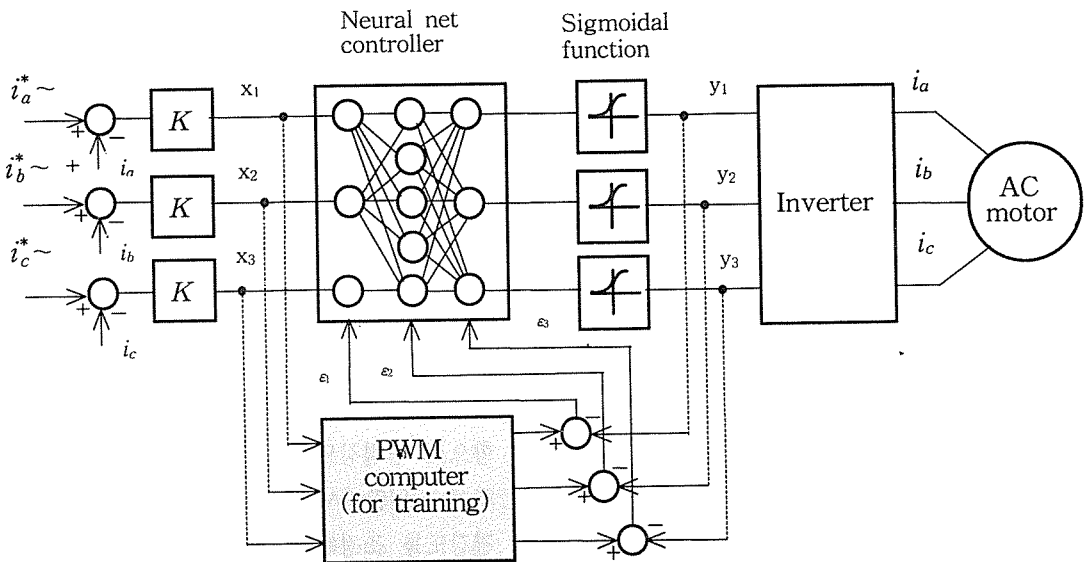 Neural net
controller
Sigmoidal
function
i*a~
+
−
K
x1
y1
ia
i*b~
+
ia
+
−
K
x2
y2
Inverter
ib
AC
motor
i*c~
ib
+
−
K
x3
y3
ic
ic
ε1
ε2
ε3
PWM
computer
(for training)
+
−
+
−
+
−